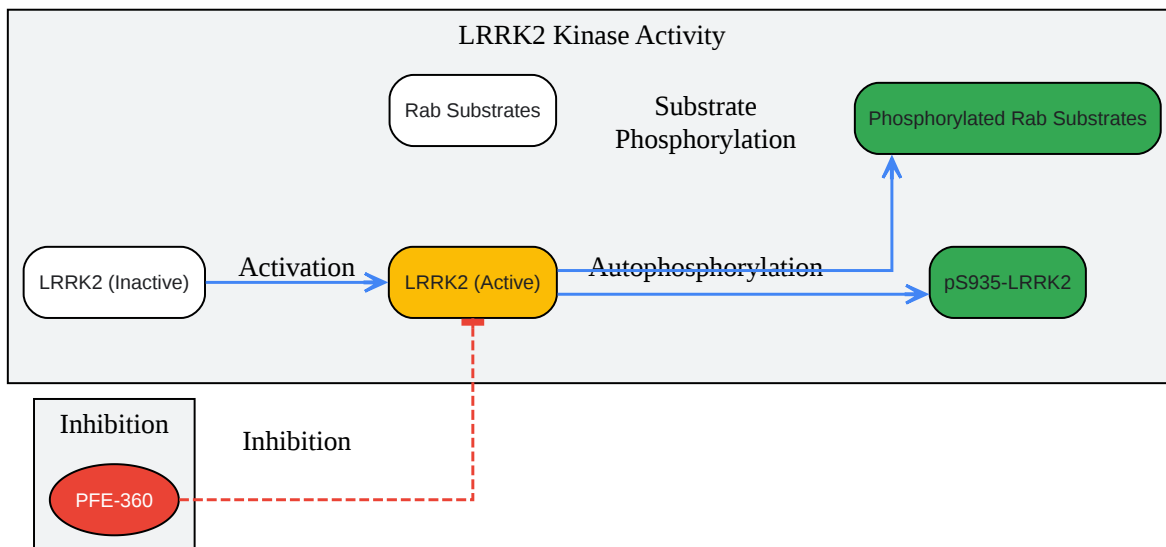 LRRK2 Kinase Activity
Rab Substrates
Substrate
Phosphorylation
Phosphorylated Rab Substrates
LRRK2 (Inactive)
Activation
LRRK2 (Active)
Autophosphorylation
pS935-LRRK2
Inhibition
Inhibition
PFE-360